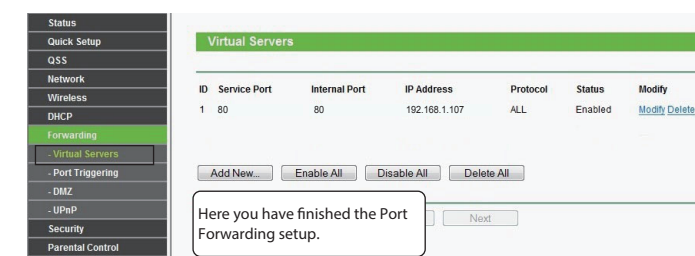 Status
Quick Setup
QSS
Network
Wireless
DHCP
Forwarding
- Virtual Servers
- Port Triggering
- DMZ
- UPnP
Security
Parental Control
Virtual Servers
ID Service Port Internal Port IP Address Protocol Status Modify
1 80 80 192.168.1.107 ALL Enabled Modify Delete
Add New... Enable All Disable All Delete All
Next
Here you have finished the Port
Forwarding setup.